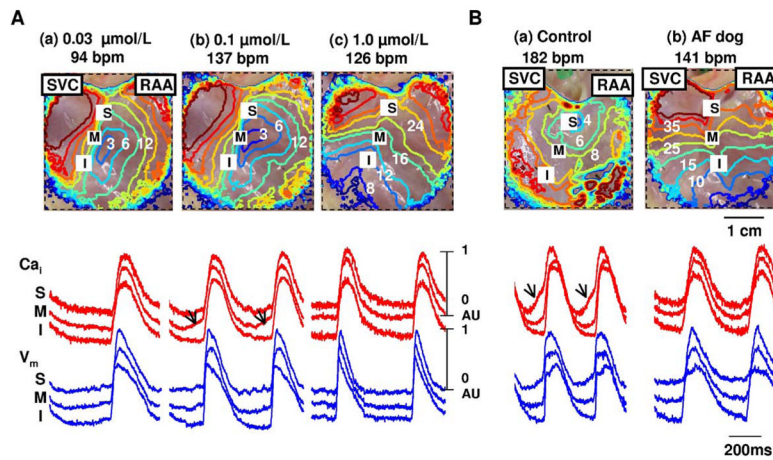 A
B
(a) 0.03 μmol/L
94 bpm
(b) 0.1 μmol/L
137 bpm
(c) 1.0 μmol/L
126 bpm
(a) Control
182 bpm
(b) AF dog
141 bpm
SVC RAA
S
M
I
3 6 12
S
M
I
3 6 12
S
M
I
24
16
12
8
SVC RAA
S
M
I
4
6
8
SVC RAA
S
M
I
35
25
15
10
1 cm
Cai
S
M
I
1
0
AU
1
Vm
S
M
I
0
AU
200ms